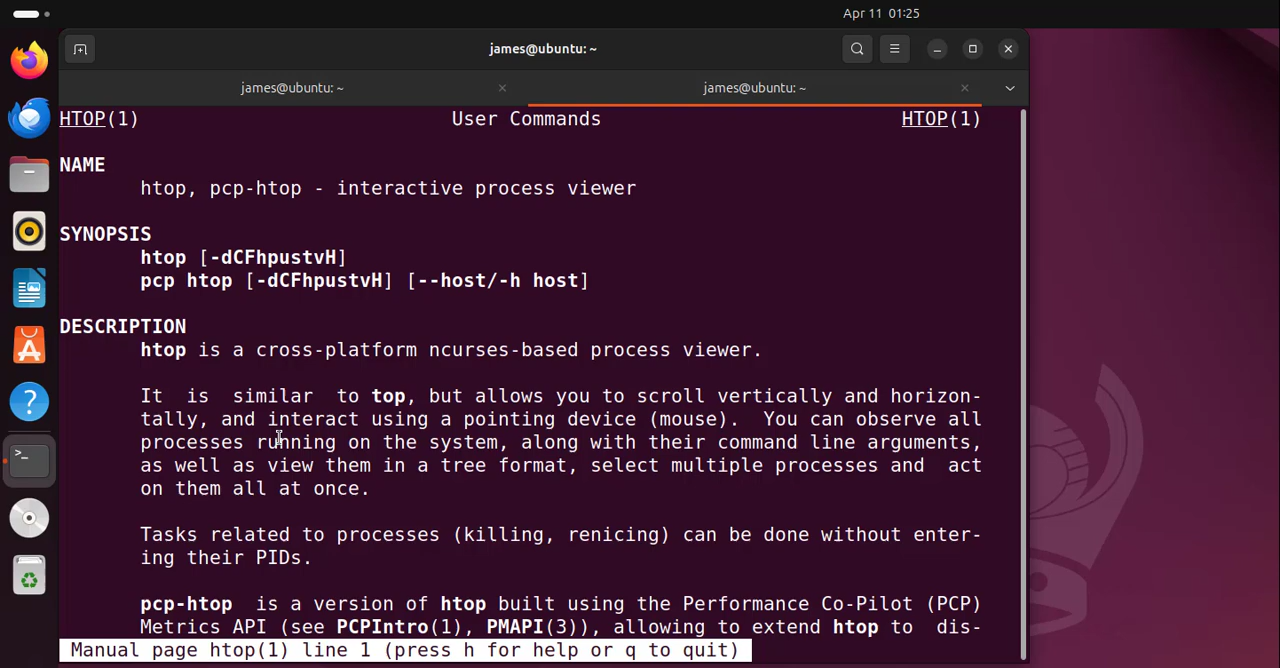 Apr 11 01:25
james@ubuntu: ~
james@ubuntu: ~
james@ubuntu: ~
HTOP(1) User Commands HTOP(1)
NAME
htop, pcp-htop - interactive process viewer
SYNOPSIS
htop [-dCFhpustvH]
pcp htop [-dCFhpustvH] [--host/-h host]
DESCRIPTION
htop is a cross-platform ncurses-based process viewer.
It is similar to top, but allows you to scroll vertically and horizon-
tally, and interact using a pointing device (mouse). You can observe all
processes running on the system, along with their command line arguments,
as well as view them in a tree format, select multiple processes and act
on them all at once.
Tasks related to processes (killing, renicing) can be done without enter-
ing their PIDs.
pcp-htop is a version of htop built using the Performance Co-Pilot (PCP)
Metrics API (see PCPIntro(1), PMAPI(3)), allowing to extend htop to dis-
Manual page htop(1) line 1 (press h for help or q to quit)